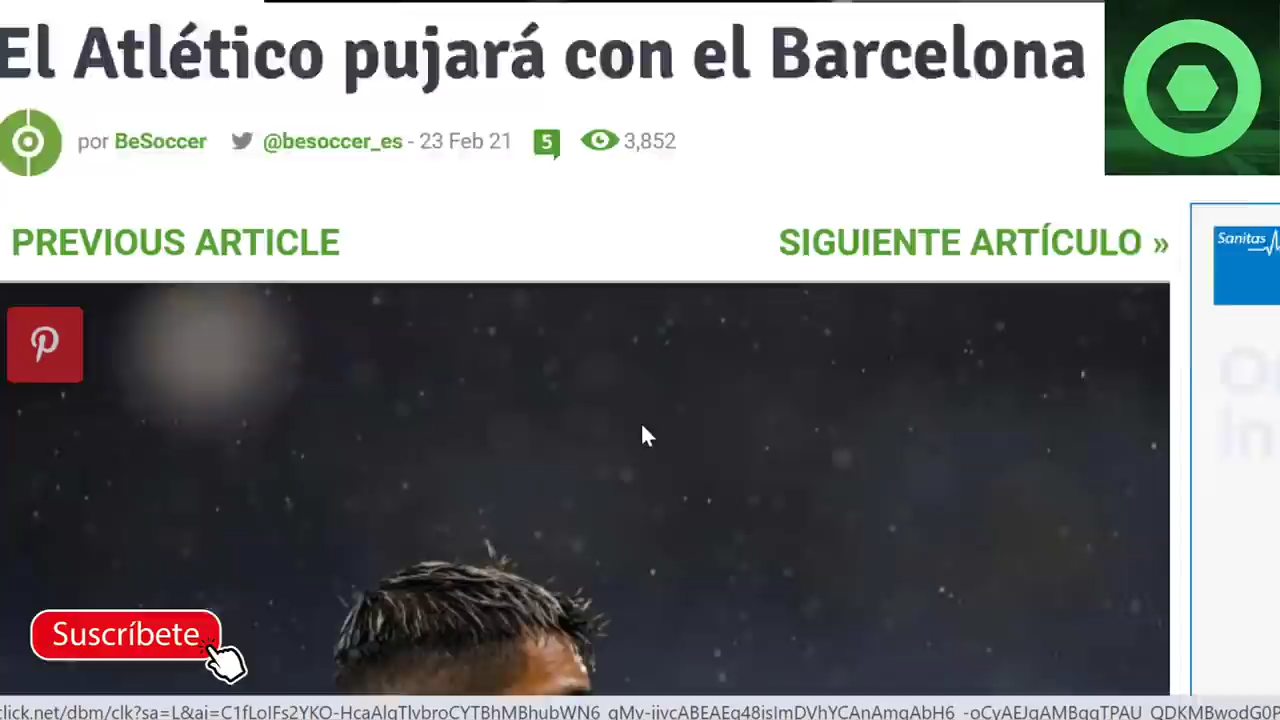 El Atlético pujará con el Barcelona
por BeSoccer @besoccer_es - 23 Feb 21 5 3,852
PREVIOUS ARTICLE
SIGUIENTE ARTÍCULO »
Sanitas
Suscríbete